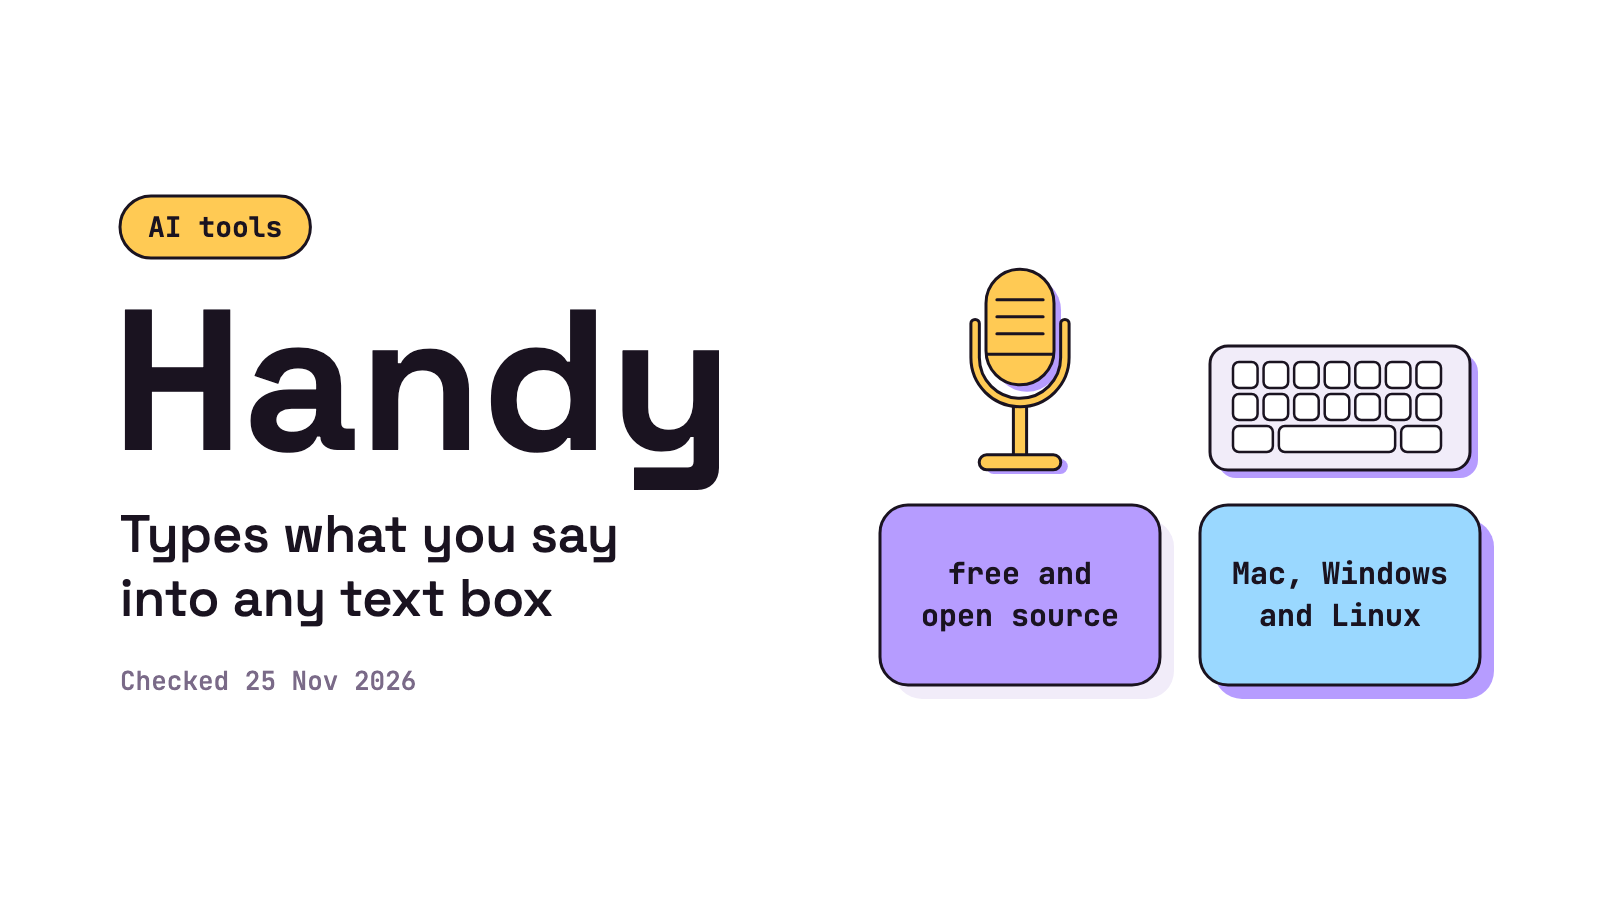 AI tools
Handy
Types what you say
into any text box
Checked 25 Nov 2026
free and
open source
Mac, Windows
and Linux